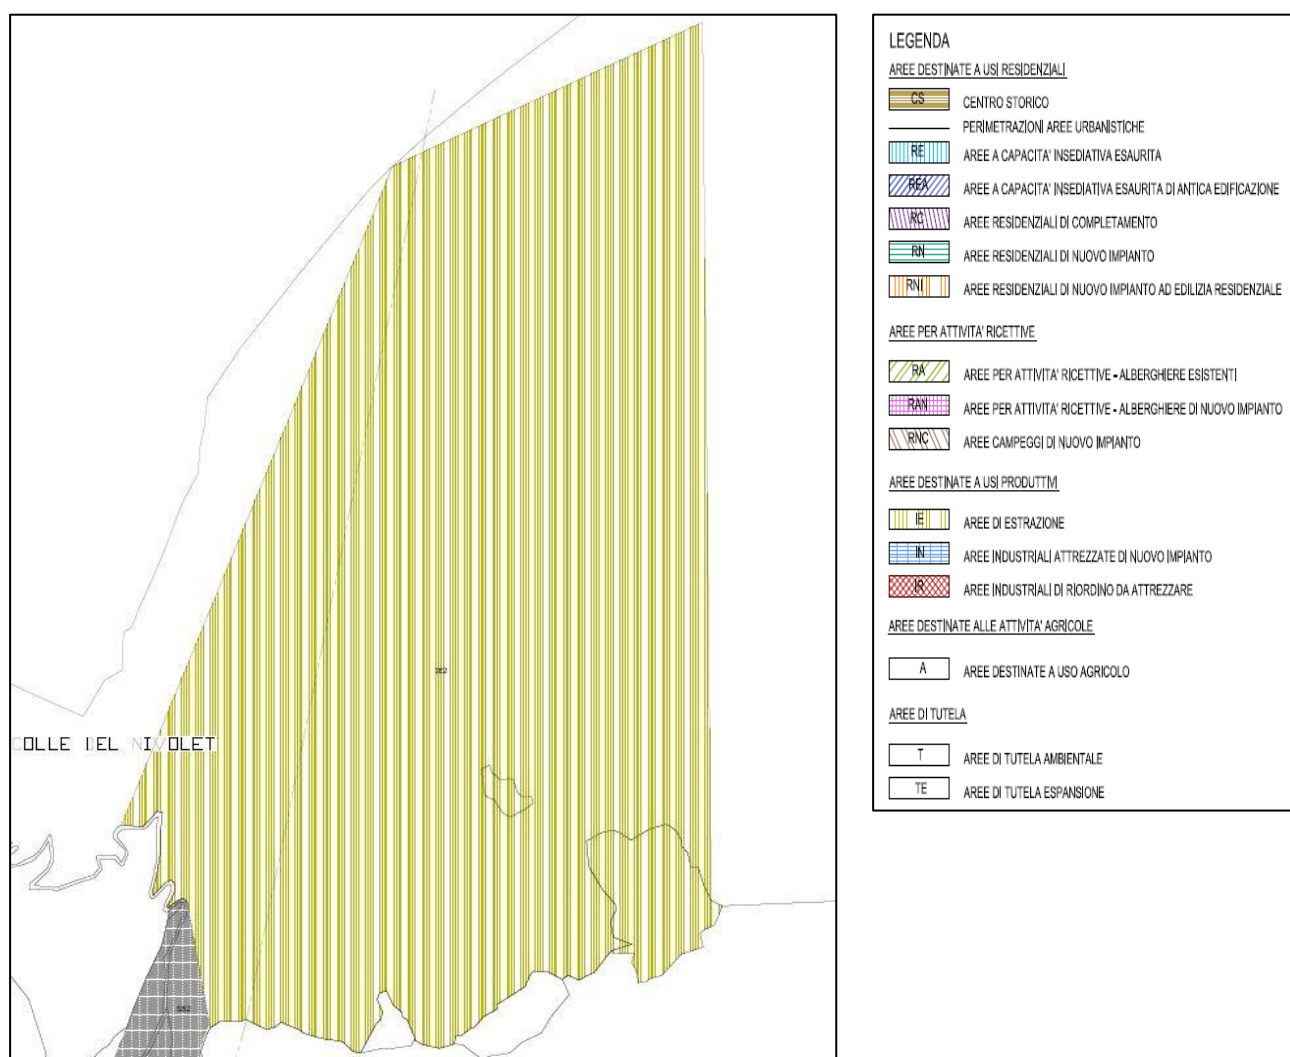 COLLE DEL NIVOLET
LEGENDA
AREE DESTINATE A USI RESIDENZIALI
CS CENTRO STORICO
PERIMETRAZIONI AREE URBANISTICHE
RE AREE A CAPACITA' INSEDIATIVA ESAURITA
REA AREE A CAPACITA' INSEDIATIVA ESAURITA DI ANTICA EDIFICAZIONE
RC AREE RESIDENZIALI DI COMPLETAMENTO
RN AREE RESIDENZIALI DI NUOVO IMPIANTO
RNI AREE RESIDENZIALI DI NUOVO IMPIANTO AD EDILIZIA RESIDENZIALE
AREE PER ATTIVITA' RICETTIVE
RA AREE PER ATTIVITA' RICETTIVE - ALBERGHIERE ESISTENTI
RAN AREE PER ATTIVITA' RICETTIVE - ALBERGHIERE DI NUOVO IMPIANTO
RNC AREE CAMPEGGI DI NUOVO IMPIANTO
AREE DESTINATE A USI PRODUTTIVI
IE AREE DI ESTRAZIONE
IN AREE INDUSTRIALI ATTREZZATE DI NUOVO IMPIANTO
IR AREE INDUSTRIALI DI RIORDINO DA ATTREZZARE
AREE DESTINATE ALLE ATTIVITA' AGRICOLE
A AREE DESTINATE A USO AGRICOLO
AREE DI TUTELA
T AREE DI TUTELA AMBIENTALE
TE AREE DI TUTELA ESPANSIONE